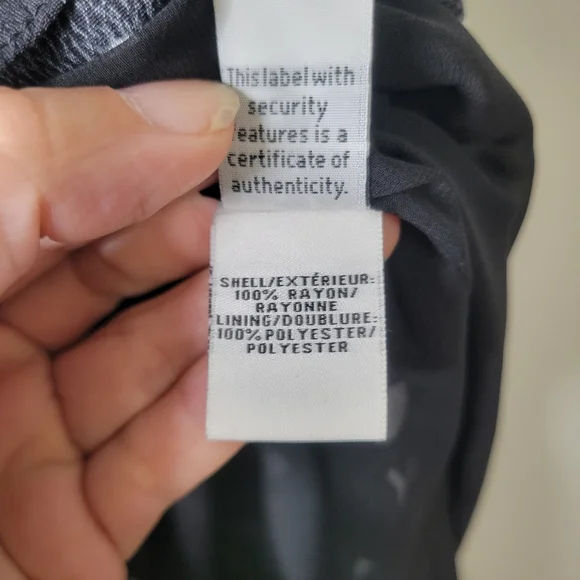 This label with
security
features is a
certificate of
authenticity.
SHELL/EXTÉRIEUR:
100% RAYON/
RAYONNE
LINING/DOUBLURE:
100% POLYESTER/
POLYESTER